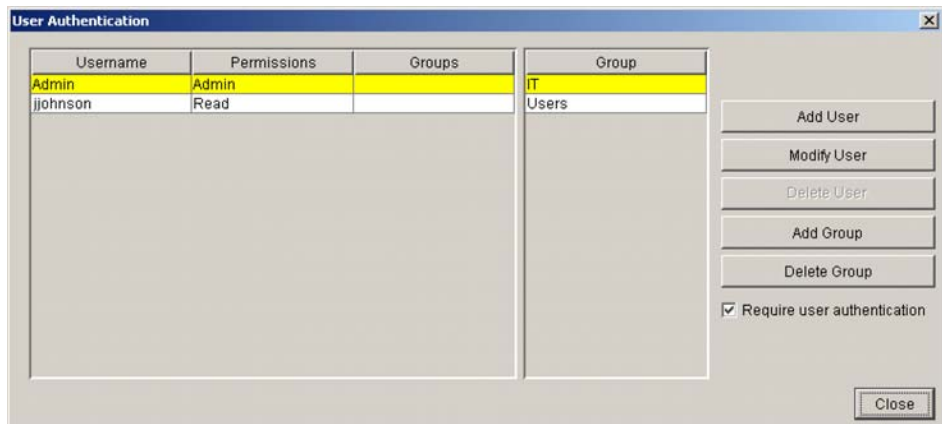 User Authentication
Username Permissions Groups Group
Admin Admin IT
jjohnson Read Users
Add User
Modify User
Delete User
Add Group
Delete Group
Require user authentication
Close